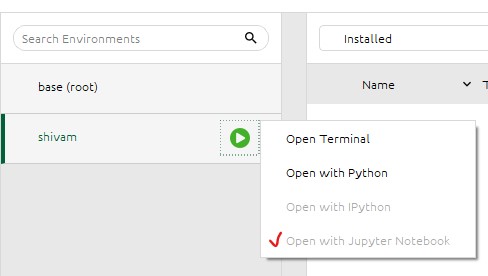 Search Environments
Installed
base (root)
Name
T
shivam
Open Terminal
Open with Python
Open with IPython
Open with Jupyter Notebook